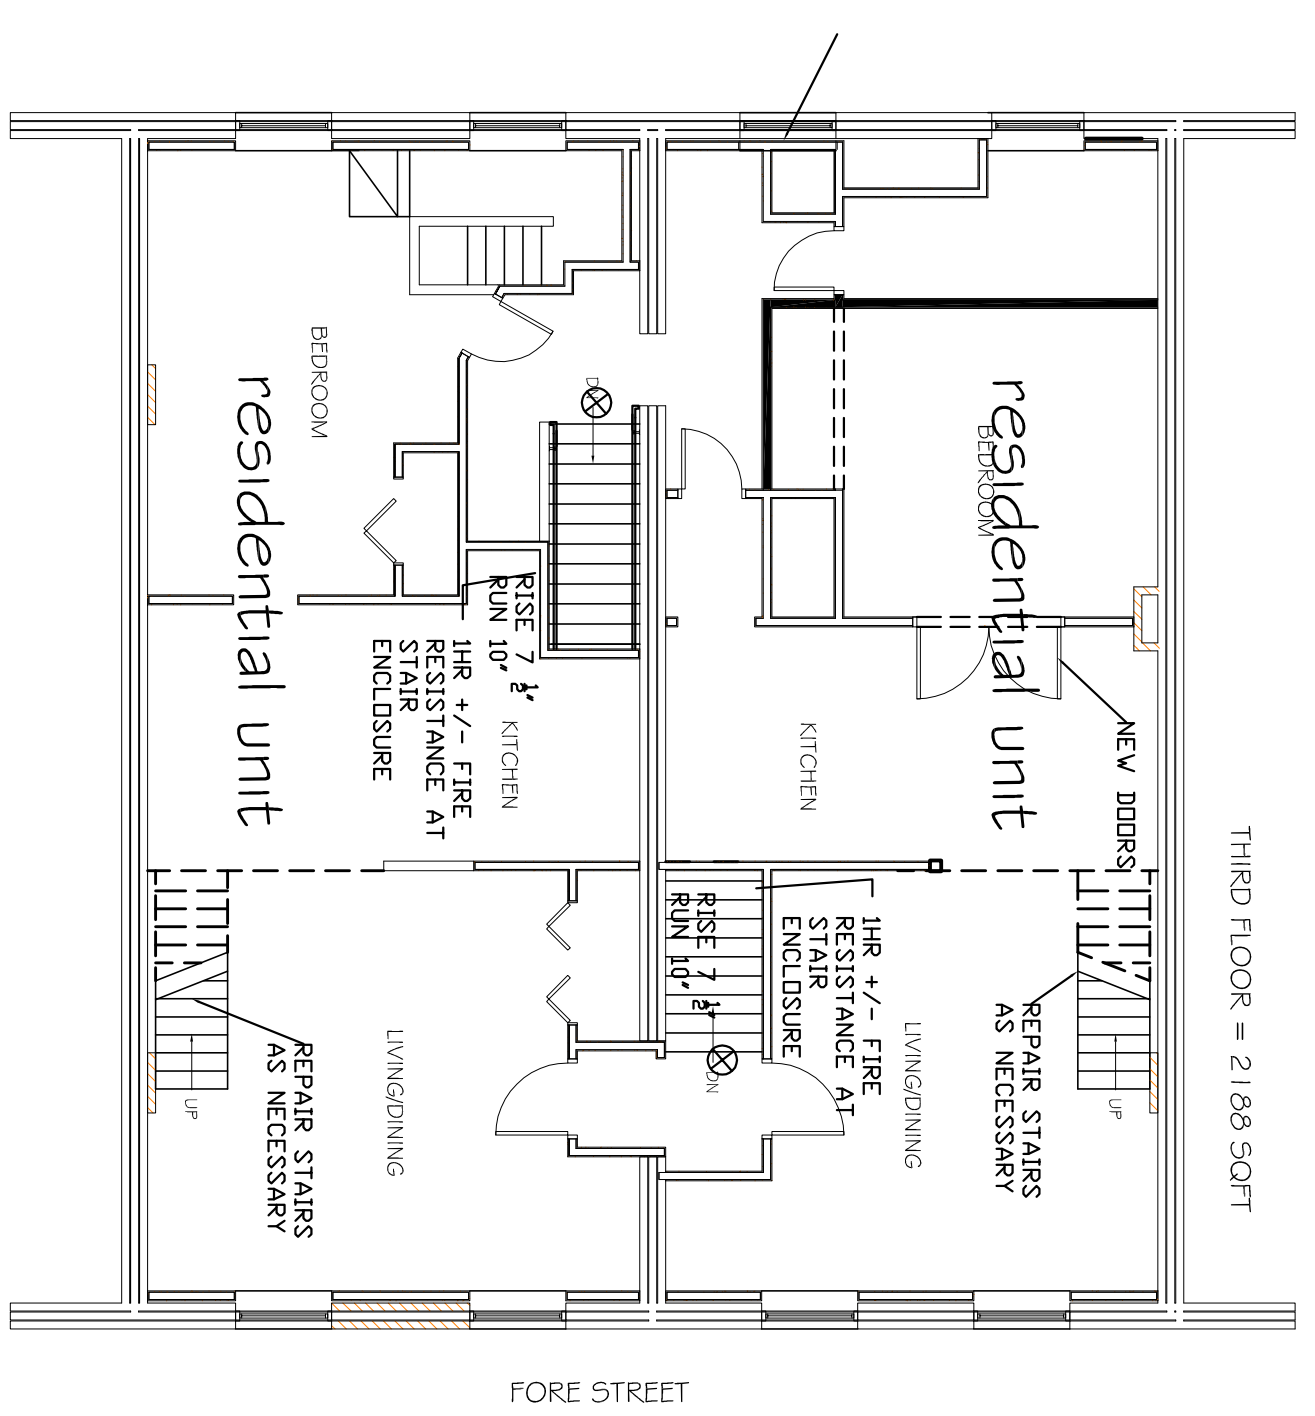 THIRD FLOOR = 2188 SQFT
residential unit
BEDROOM
NEW DOORS
KITCHEN
REPAIR STAIRS
AS NECESSARY
UP
LIVING/DINING
1HR +/- FIRE
RESISTANCE AT
STAIR
ENCLOSURE
RISE 7 ½"
RUN 10"
DN
DN
RISE 7 ½"
RUN 10"
KITCHEN
1HR +/- FIRE
RESISTANCE AT
STAIR
ENCLOSURE
BEDROOM
residential unit
LIVING/DINING
REPAIR STAIRS
AS NECESSARY
UP
FORE STREET